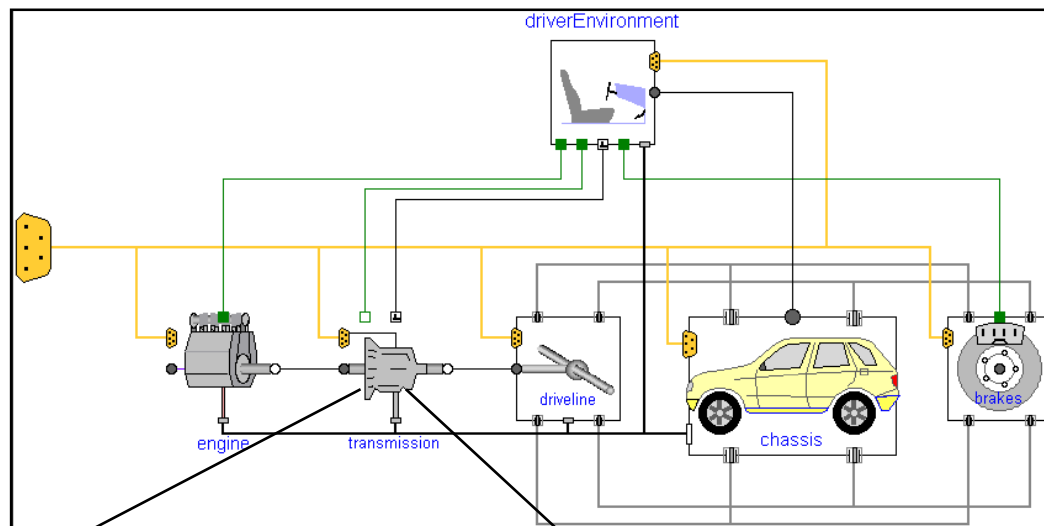 driverEnvironment
driveline
brakes
engine
transmission
chassis